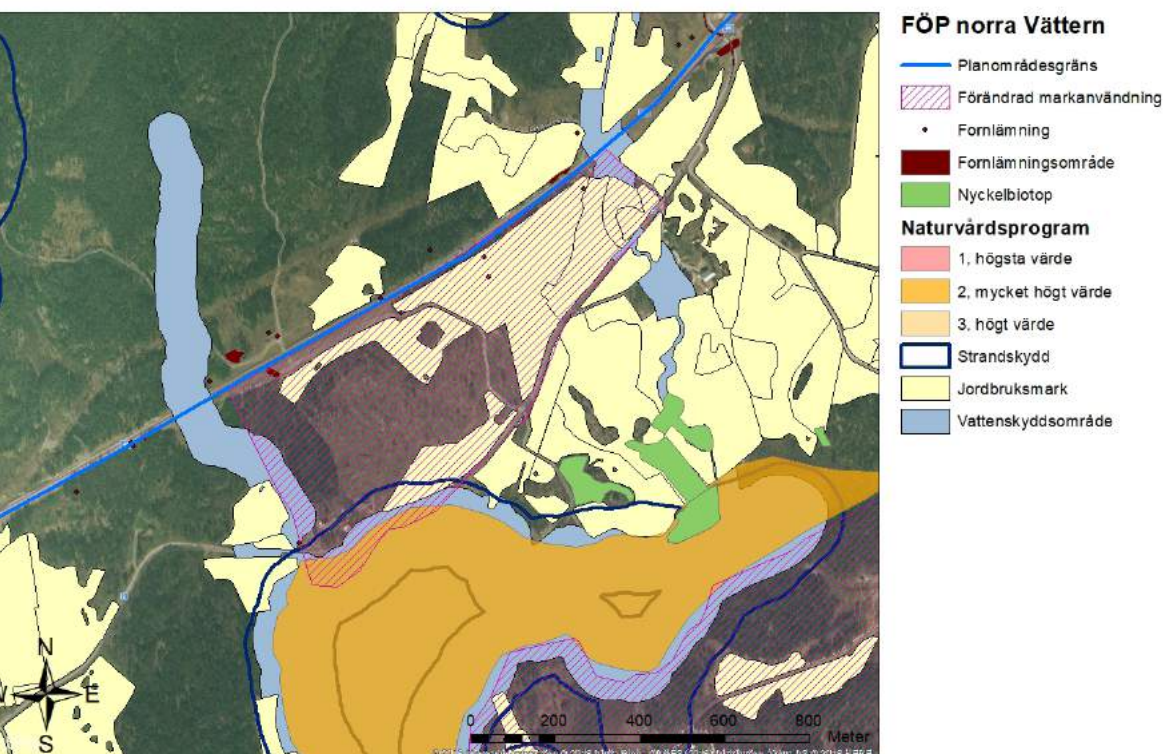 FÖP norra Vättern
Planområdesgräns
Förändrad markanvändning
Fornlämning
Fornlämningsområde
Nyckelbiotop
Naturvårdsprogram
1, högsta värde
2, mycket högt värde
3, högt värde
Strandskydd
Jordbruksmark
Vattenskyddsområde
N
W E
S
0 200 400 600 800
Meter